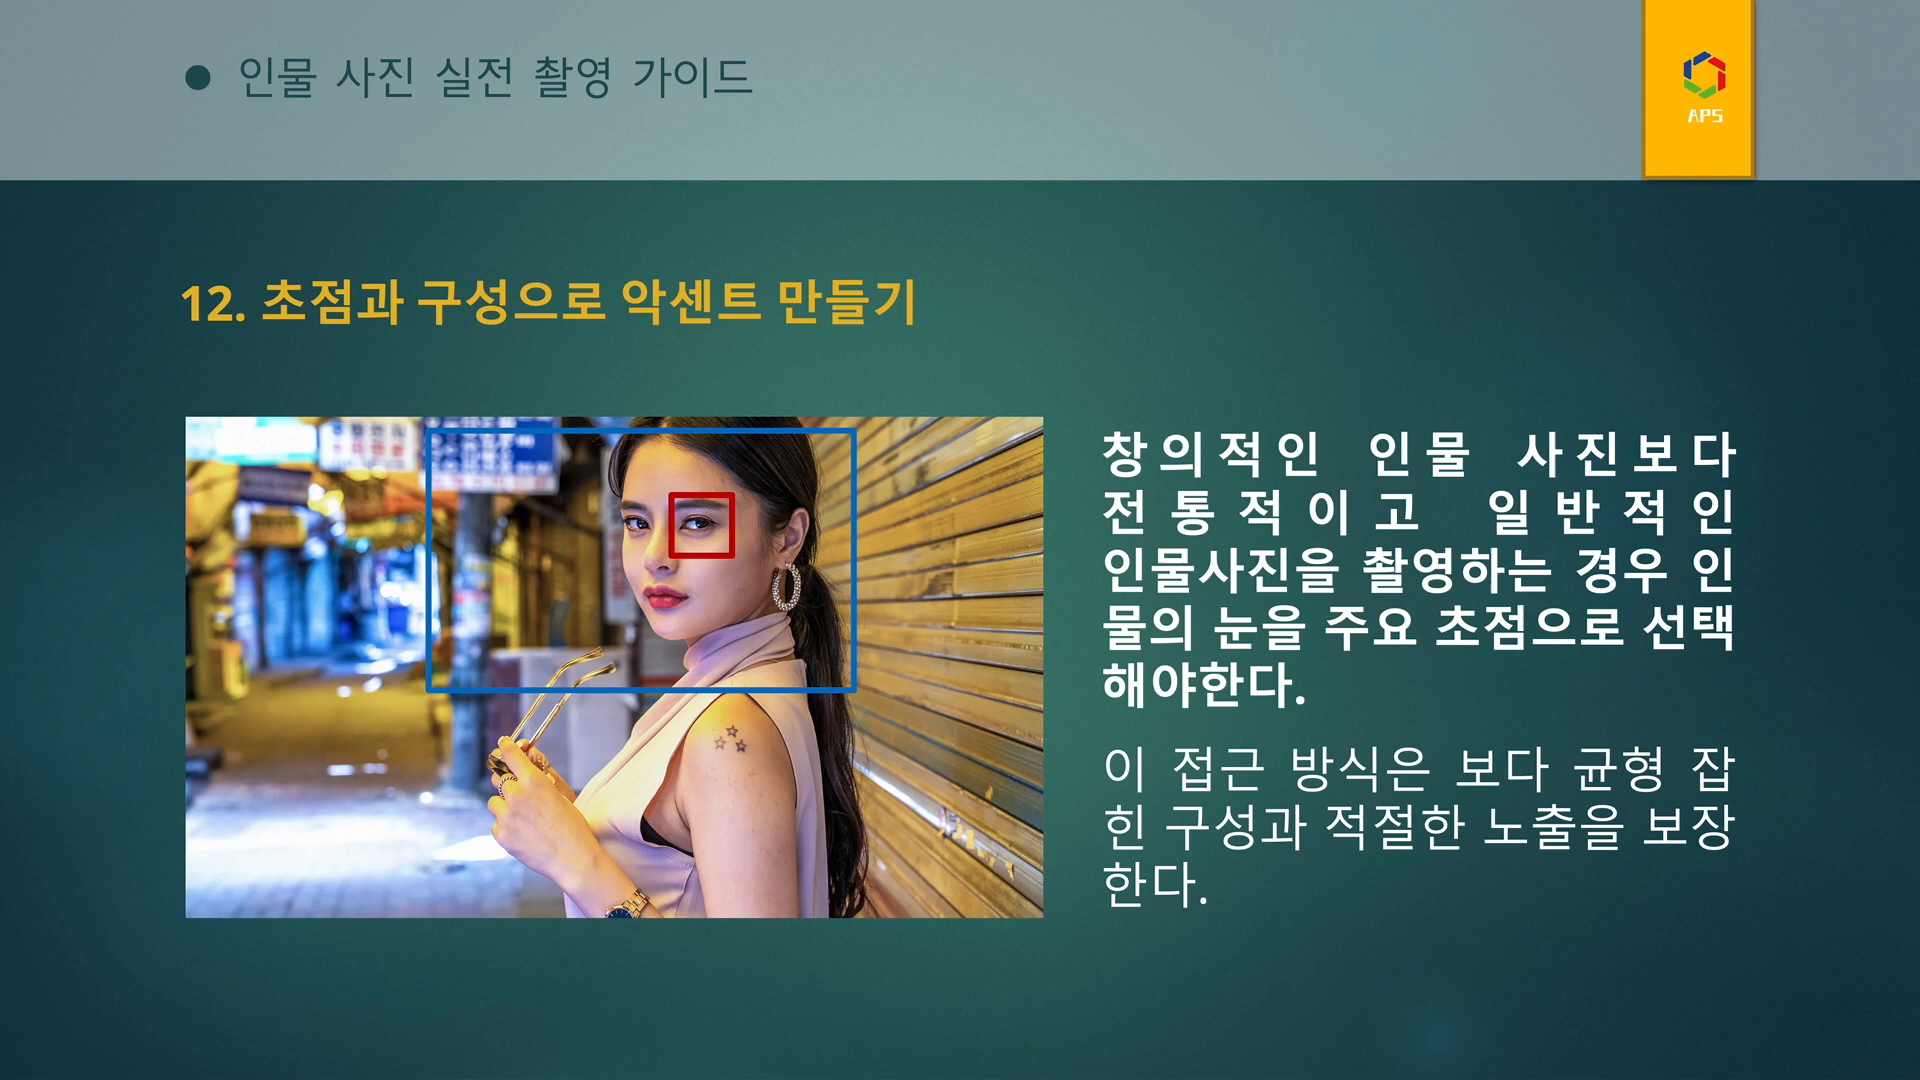 인물 사진 실전 촬영 가이드
APS
12. 초점과 구성으로 악센트 만들기
창의적인 인물 사진보다
전통적이고 일반적인
인물사진을 촬영하는 경우 인
물의 눈을 주요 초점으로 선택
해야한다.
이 접근 방식은 보다 균형 잡
힌 구성과 적절한 노출을 보장
한다.